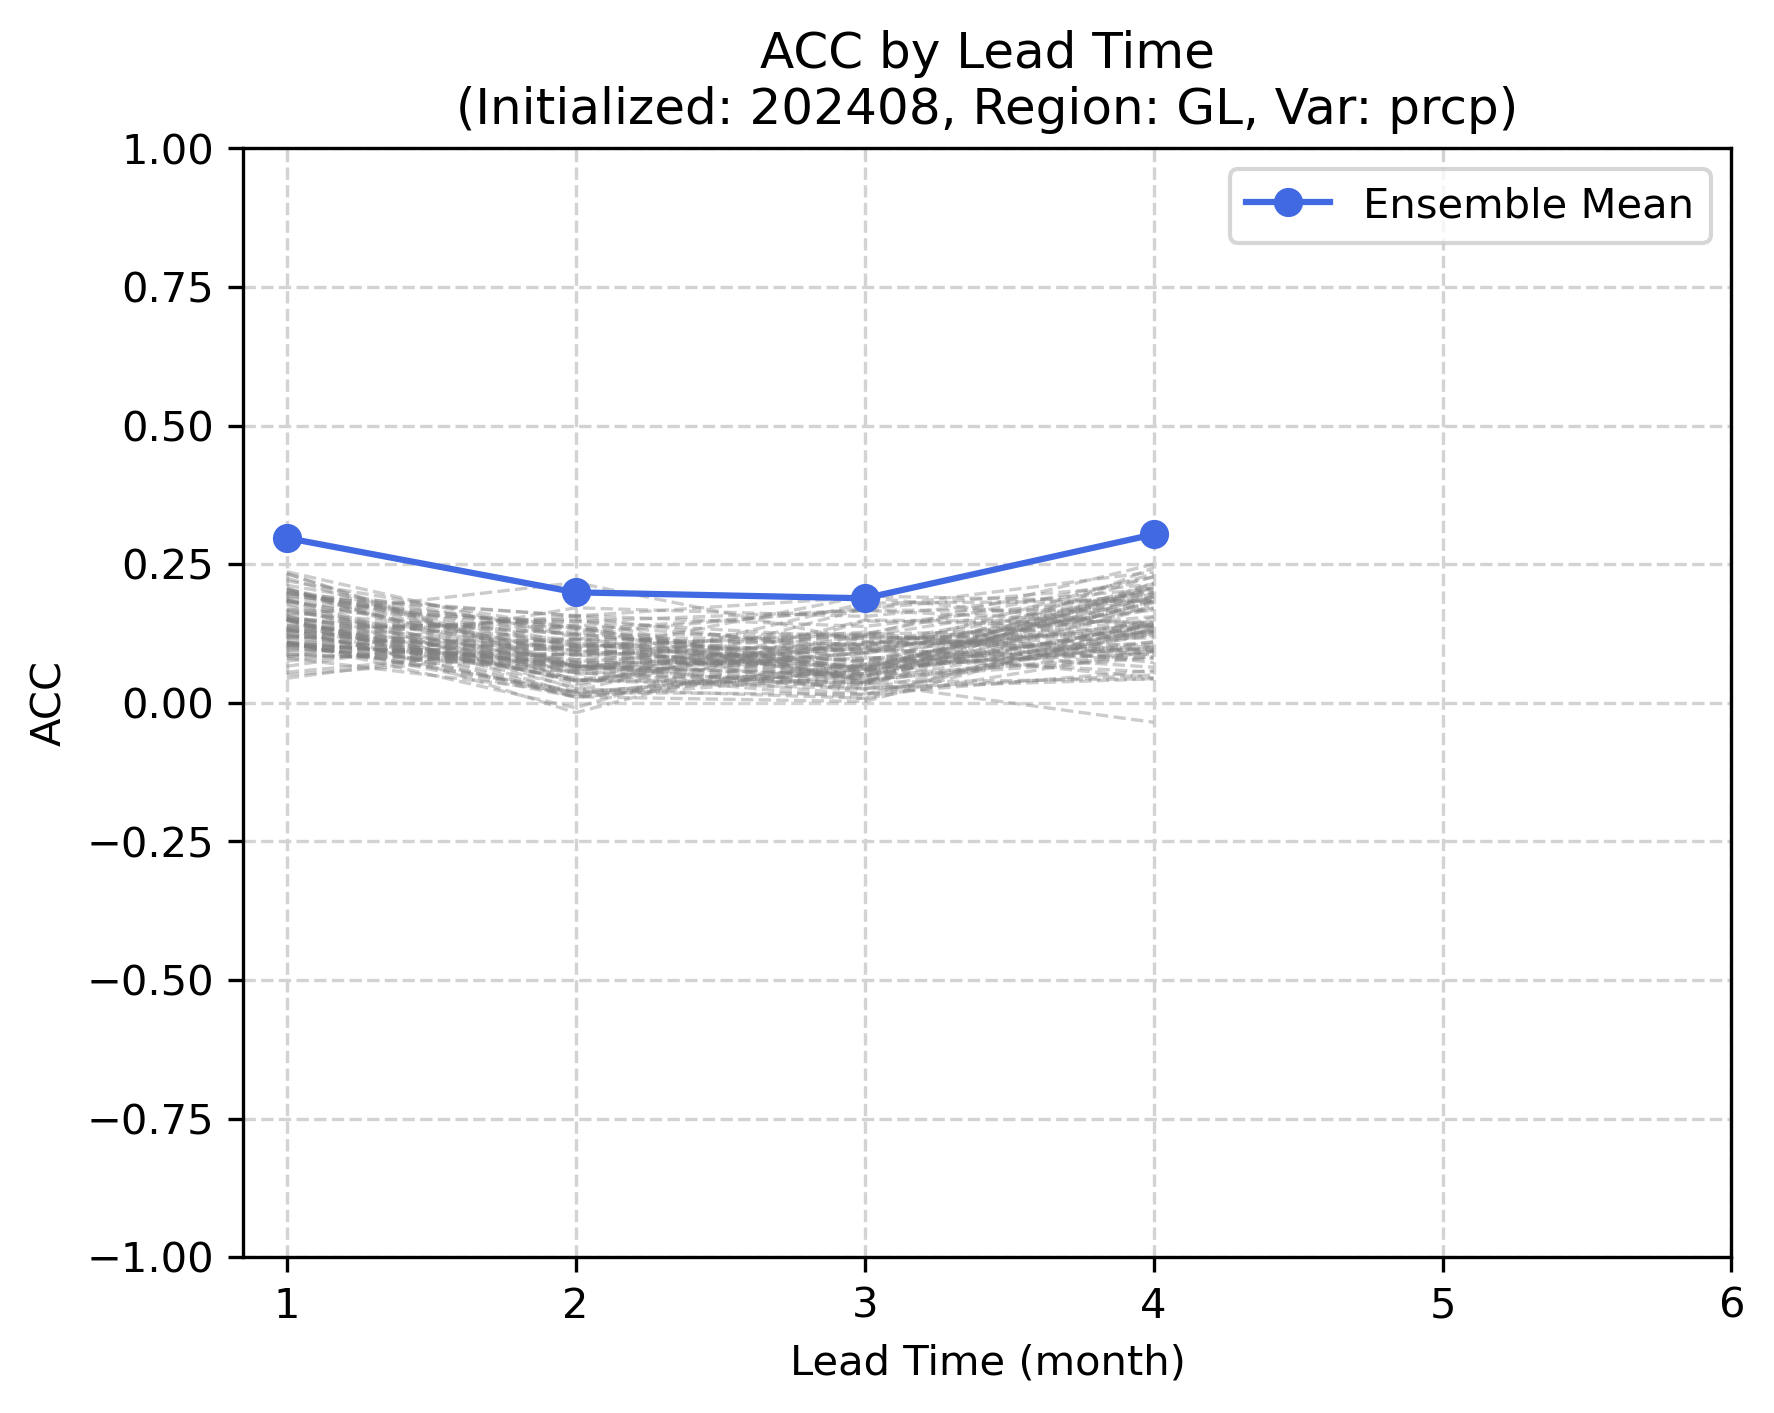 ACC by Lead Time
(Initialized: 202408, Region: GL, Var: prcp)
Ensemble Mean
1.00
0.75
0.50
0.25
0.00
−0.25
−0.50
−0.75
−1.00
ACC
1 2 3 4 5 6
Lead Time (month)